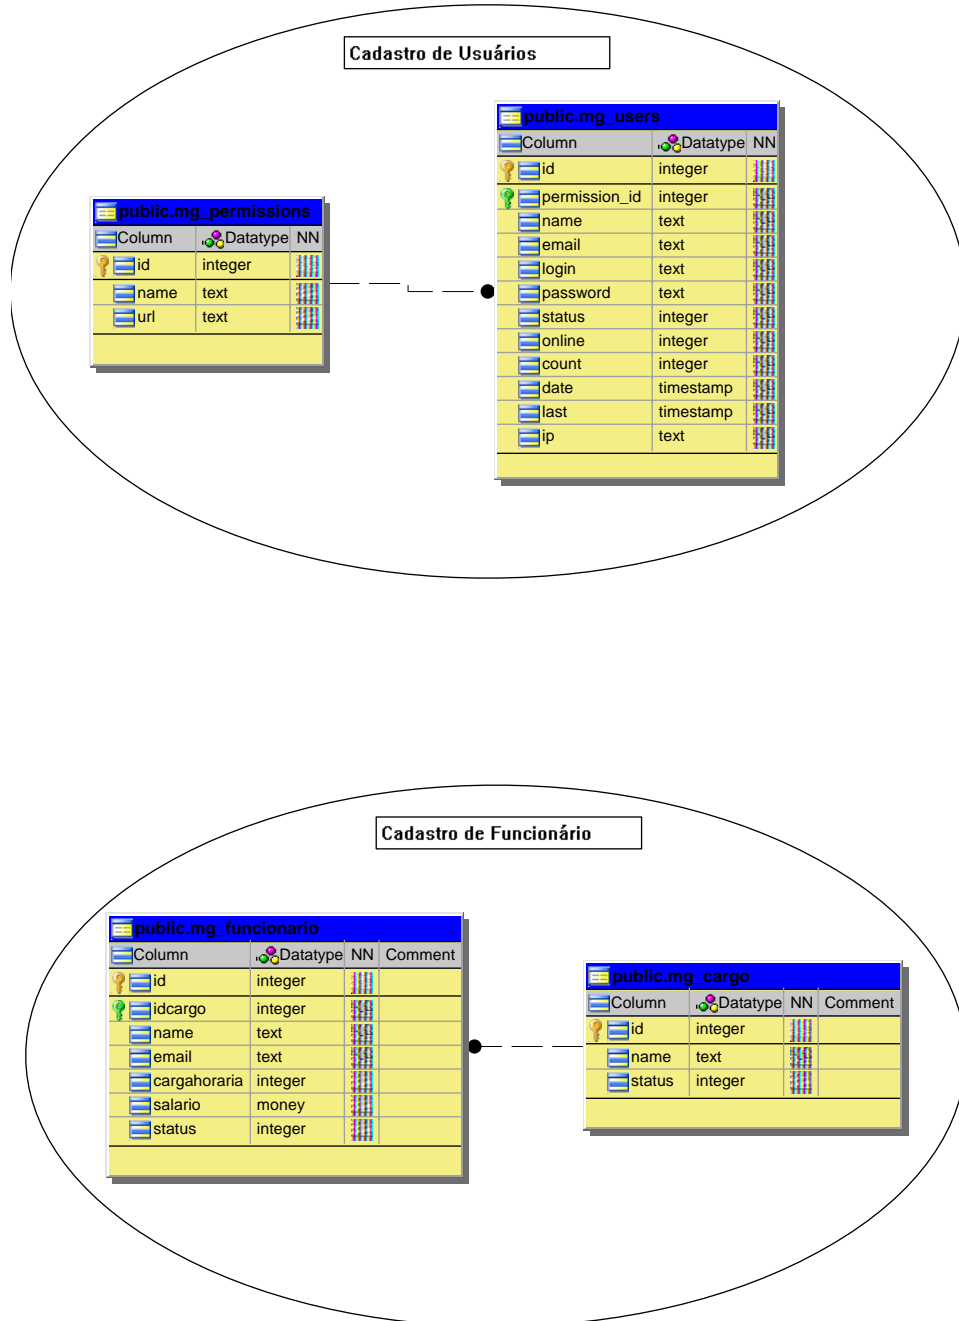 Cadastro de Usuários
public.mg_users
Column Datatype NN
id integer
permission_id integer
name text
email text
login text
password text
status integer
online integer
count integer
date timestamp
last timestamp
ip text
public.mg_permissions
Column Datatype NN
id integer
name text
url text
Cadastro de Funcionário
public.mg_funcionario
Column Datatype NN Comment
id integer
idcargo integer
name text
email text
cargahoraria integer
salario money
status integer
public.mg_cargo
Column Datatype NN Comment
id integer
name text
status integer